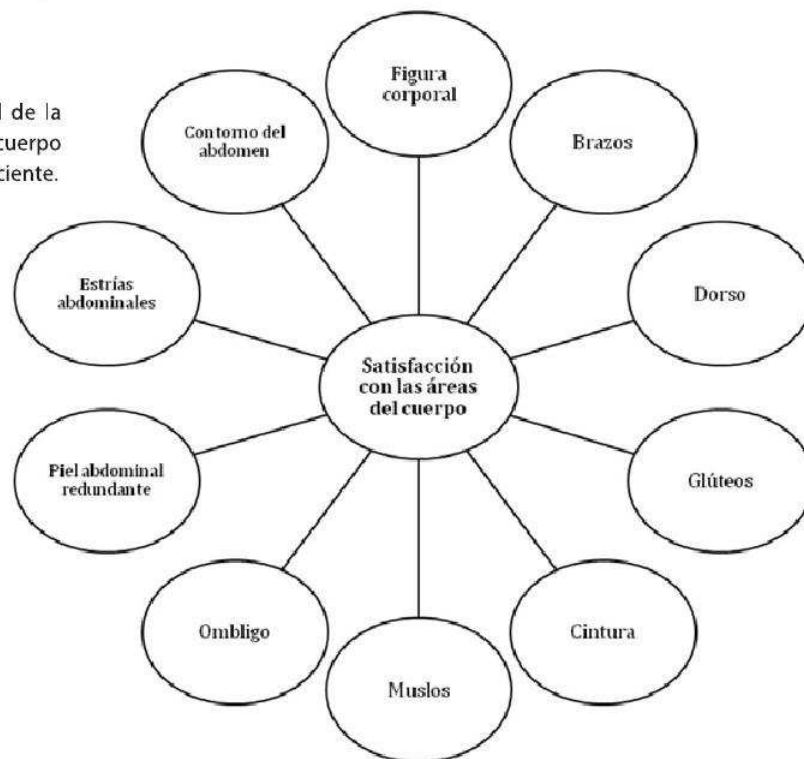 l de la
cuerpo
ciente.
Figura
corporal
Brazos
Dorso
Glúteos
Cintura
Muslos
Ombligo
Piel abdominal
redundante
Estrías
abdominales
Contorno del
abdomen
Satisfacción
con las áreas
del cuerpo